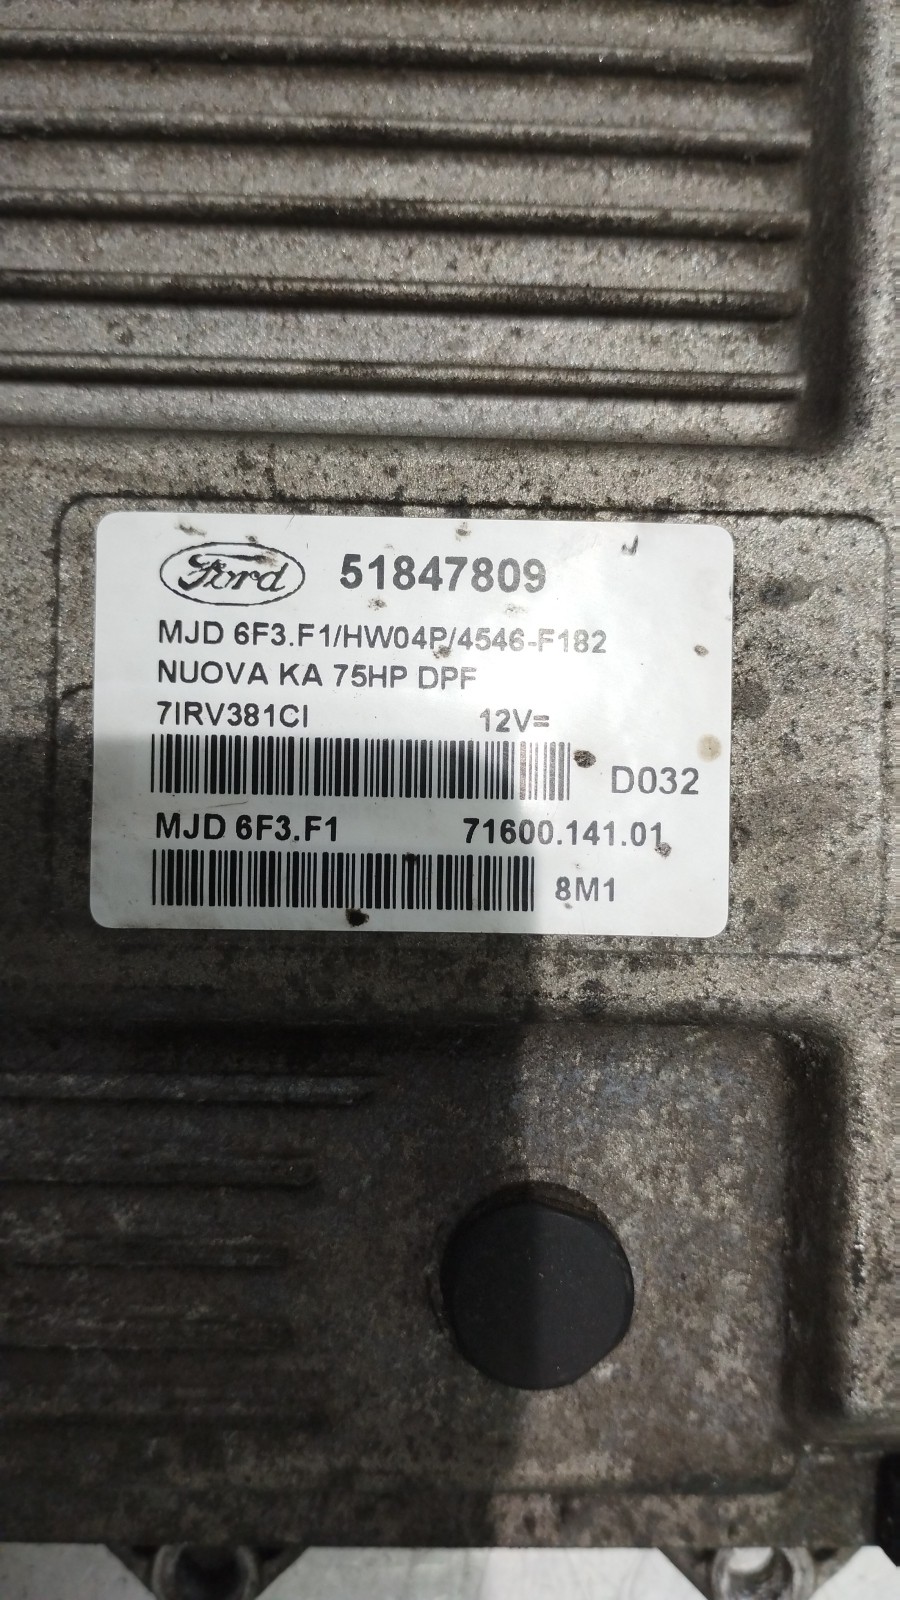 Ford 51847809
MJD 6F3.F1/HW04P/4546-F182
NUOVA KA 75HP DPF
7IRV381CI 12V=
D032
MJD 6F3.F1 71600.141.01
8M1